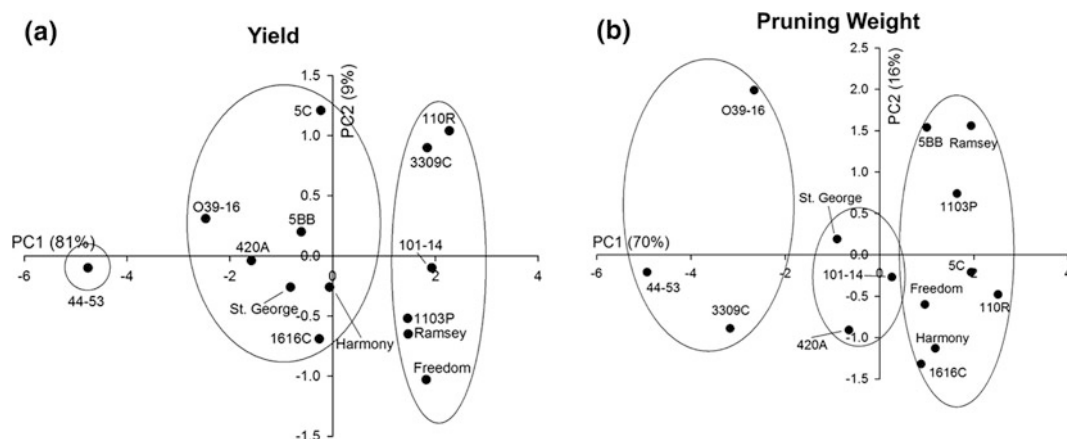 (a)
Yield
1.5
5C
PC2 (9%)
110R
1.0
3309C
0.5
O39-16
5BB
PC1 (81%)
420A
101-14
0.0
-6
-4
-2
0
2
4
44-53
St. George
-0.5
1103P
1616C
Harmony
Ramsey
-1.0
Freedom
-1.5
(b)
Pruning Weight
2.5
PC2 (16%)
O39-16
2.0
1.5
5BB
Ramsey
1.0
St. George
1103P
0.5
PC1 (70%)
0.0
-6
-4
-2
0
2
4
44-53
101-14
5C
3309C
-0.5
Freedom
110R
420A
-1.0
Harmony
1616C
-1.5